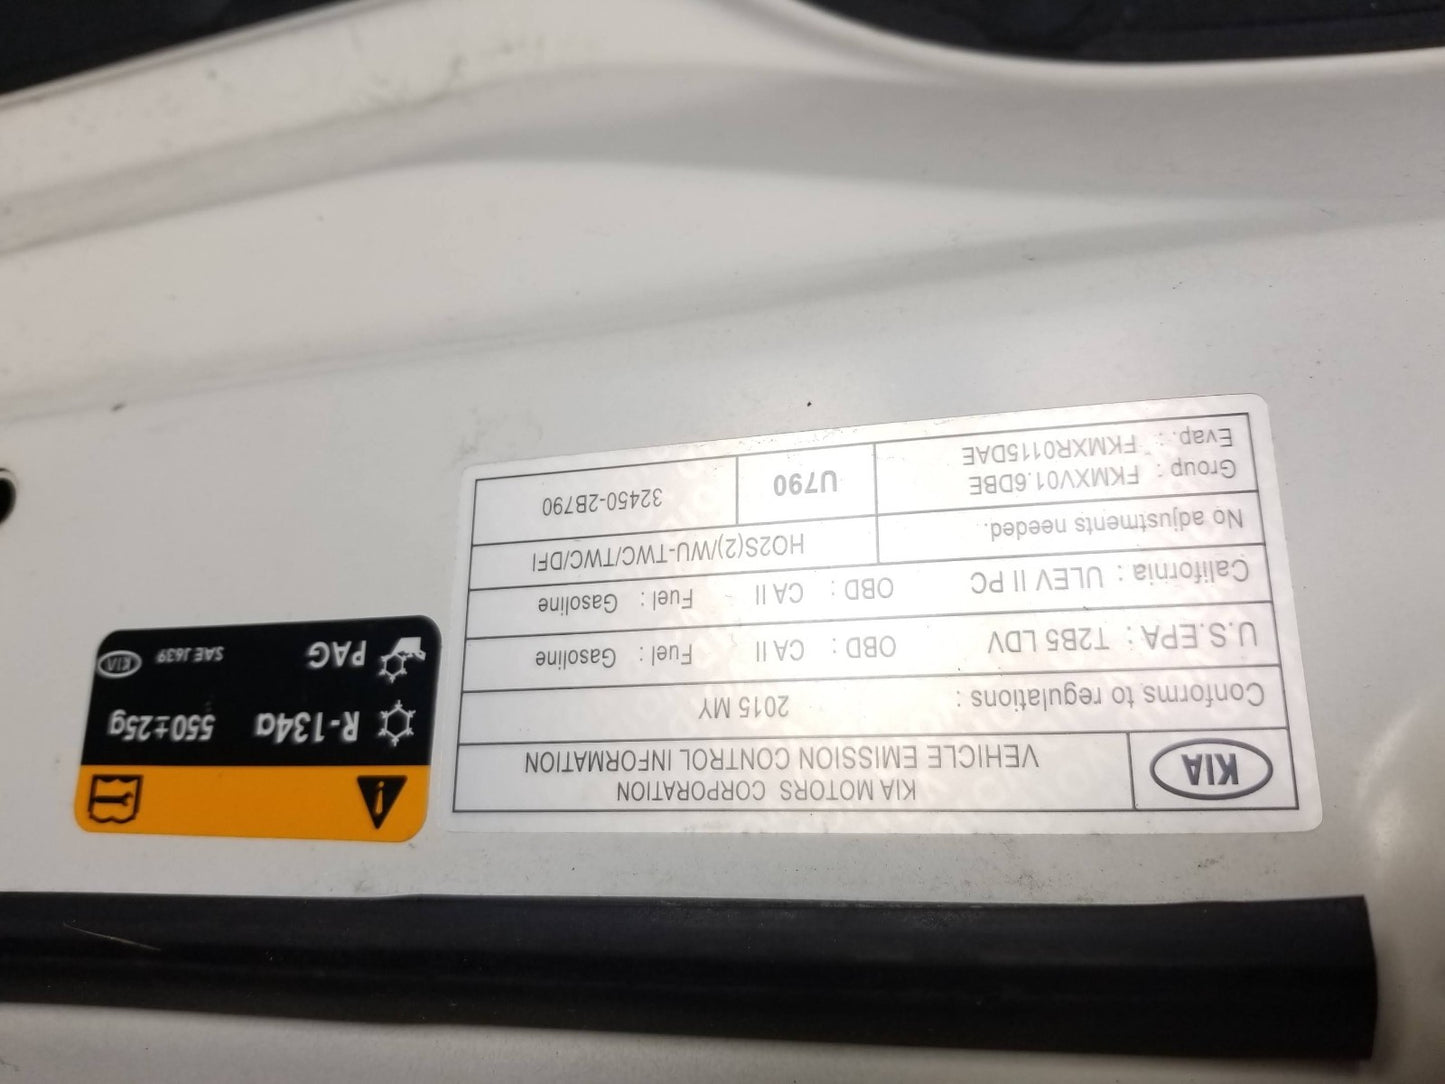 KIA
KIA MOTORS CORPORATION
VEHICLE EMISSION CONTROL INFORMATION
Conforms to regulations : 2015 MY
U.S.EPA : T2B5 LDV OBD : CA II Fuel : Gasoline
California : ULEV II PC OBD : CA II Fuel : Gasoline
No adjustments needed. HO2S(2)/WU-TWC/TWC/DFI
Group : FKMXV01.6DBE
Evap. : FKMXR0115DAE
U790
32450-2B790
R-134a 550±25g
PAG SAE J639 KIA